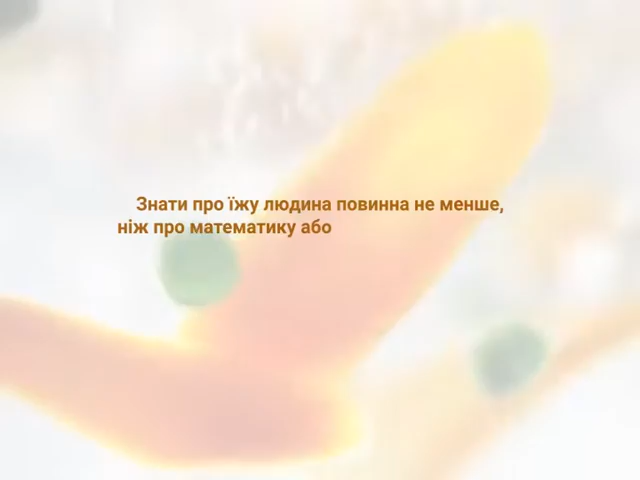 Знати про їжу людина повинна не менше,
ніж про математику або